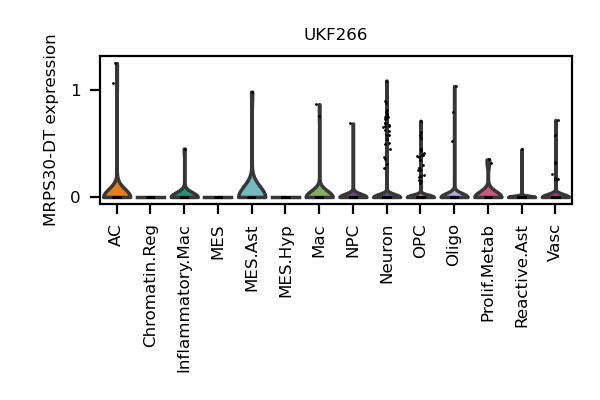 UKF266
MRPS30-DT expression
1
0
AC
Chromatin.Reg
Inflammatory.Mac
MES
MES.Ast
MES.Hyp
Mac
NPC
Neuron
OPC
Oligo
Prolif.Metab
Reactive.Ast
Vasc